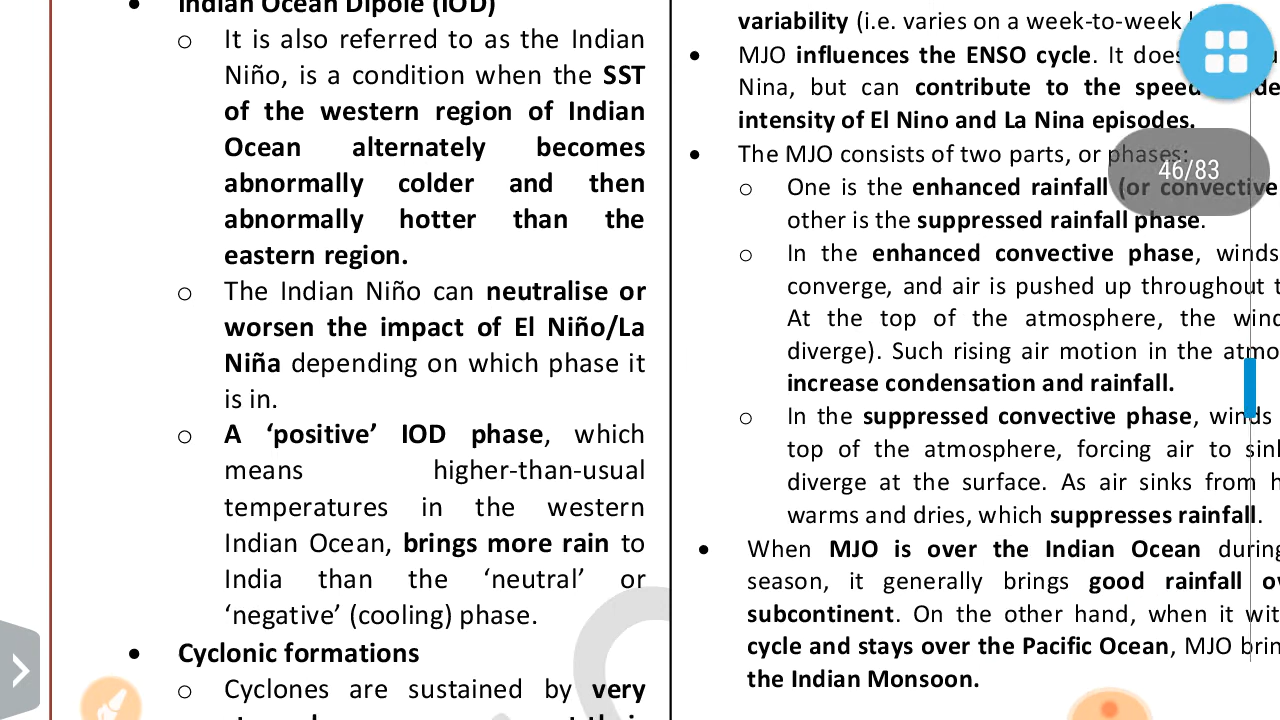 Indian Ocean Dipole (IOD)
It is also referred to as the Indian
Niño, is a condition when the SST
of the western region of Indian
Ocean alternately becomes
abnormally colder and then
abnormally hotter than the
eastern region.
The Indian Niño can neutralise or
worsen the impact of El Niño/La
Niña depending on which phase it
is in.
A ‘positive’ IOD phase, which
means higher-than-usual
temperatures in the western
Indian Ocean, brings more rain to
India than the ‘neutral’ or
‘negative’ (cooling) phase.
Cyclonic formations
Cyclones are sustained by very
variability (i.e. varies on a week-to-week
MJO influences the ENSO cycle. It does
Nina, but can contribute to the speed
intensity of El Nino and La Nina episodes.
The MJO consists of two parts, or phases:
One is the enhanced rainfall (or convective
other is the suppressed rainfall phase.
In the enhanced convective phase, winds
converge, and air is pushed up throughout
At the top of the atmosphere, the
diverge). Such rising air motion in the
increase condensation and rainfall.
In the suppressed convective phase, winds
top of the atmosphere, forcing air to
diverge at the surface. As air sinks from
warms and dries, which suppresses rainfall.
When MJO is over the Indian Ocean
season, it generally brings good rainfall
subcontinent. On the other hand, when it
cycle and stays over the Pacific Ocean, MJO
the Indian Monsoon.
46/83